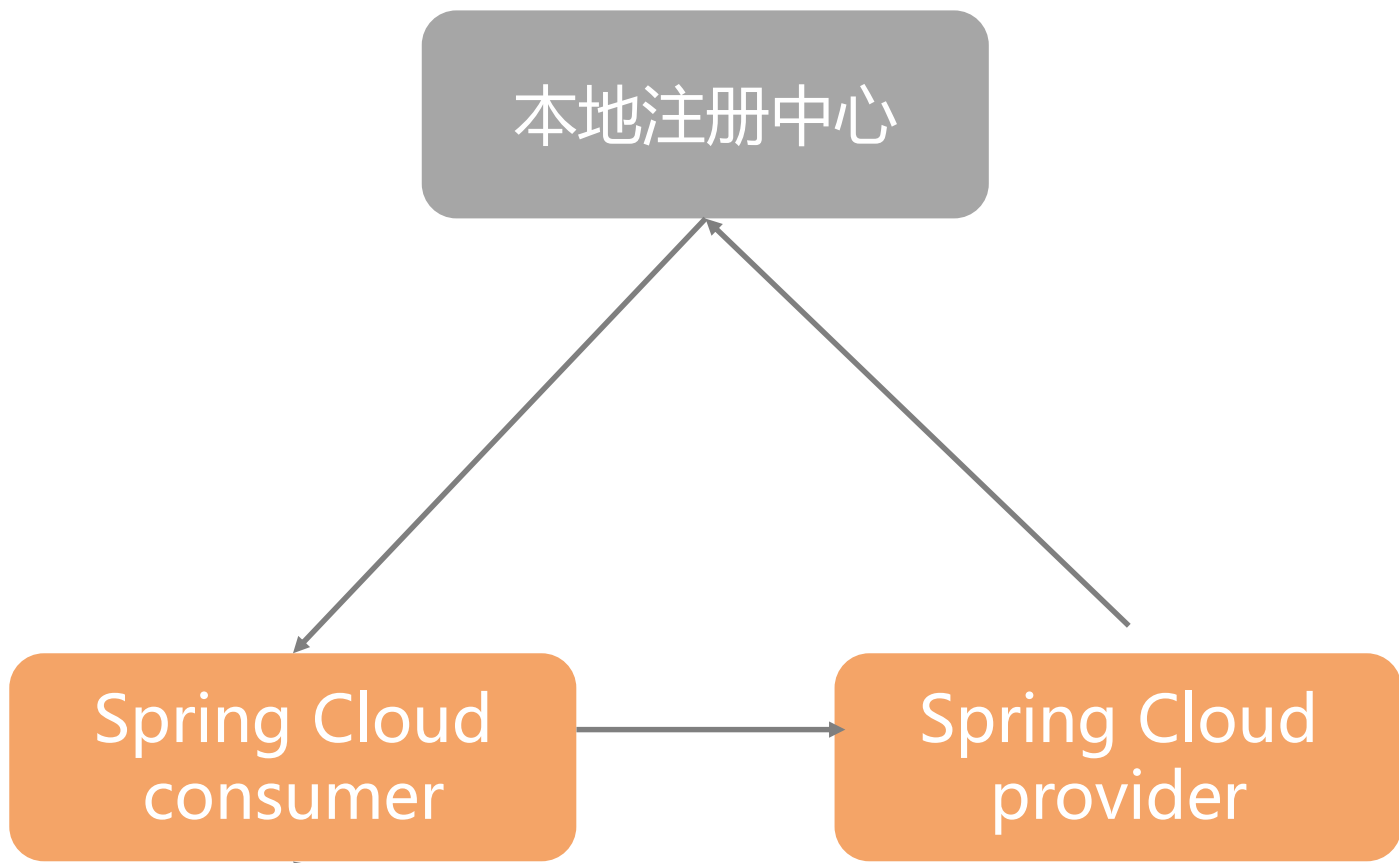 本地注册中心
Spring Cloud
consumer
Spring Cloud
provider